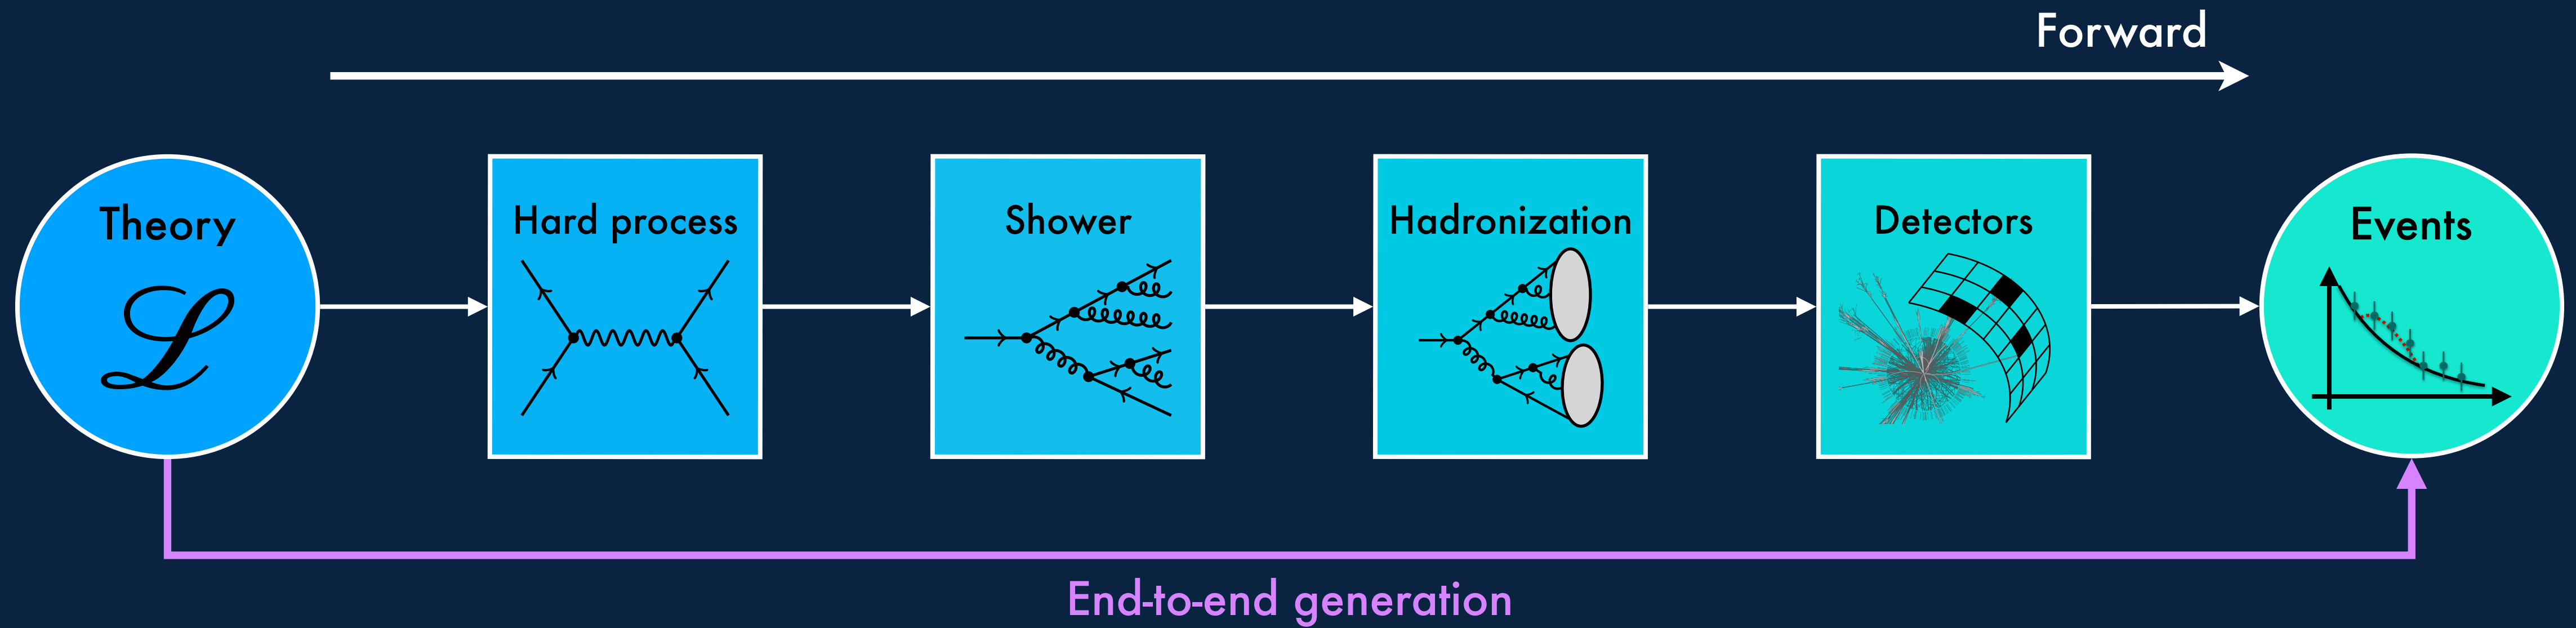 Forward
Theory
ℒ
Hard process
Shower
Hadronization
Detectors
Events
End-to-end generation